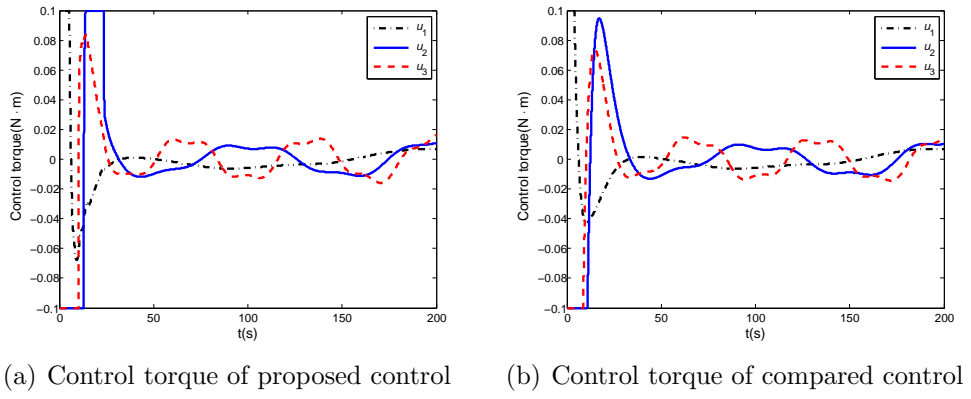 0.1
0.08
0.06
0.04
0.02
0
−0.02
−0.04
−0.06
−0.08
−0.1
Control torque(N · m)
0 50 100 150 200
t(s)
u1
u2
u3
(a) Control torque of proposed control
0.1
0.08
0.06
0.04
0.02
0
−0.02
−0.04
−0.06
−0.08
−0.1
Control torque(N · m)
0 50 100 150 200
t(s)
u1
u2
u3
(b) Control torque of compared control